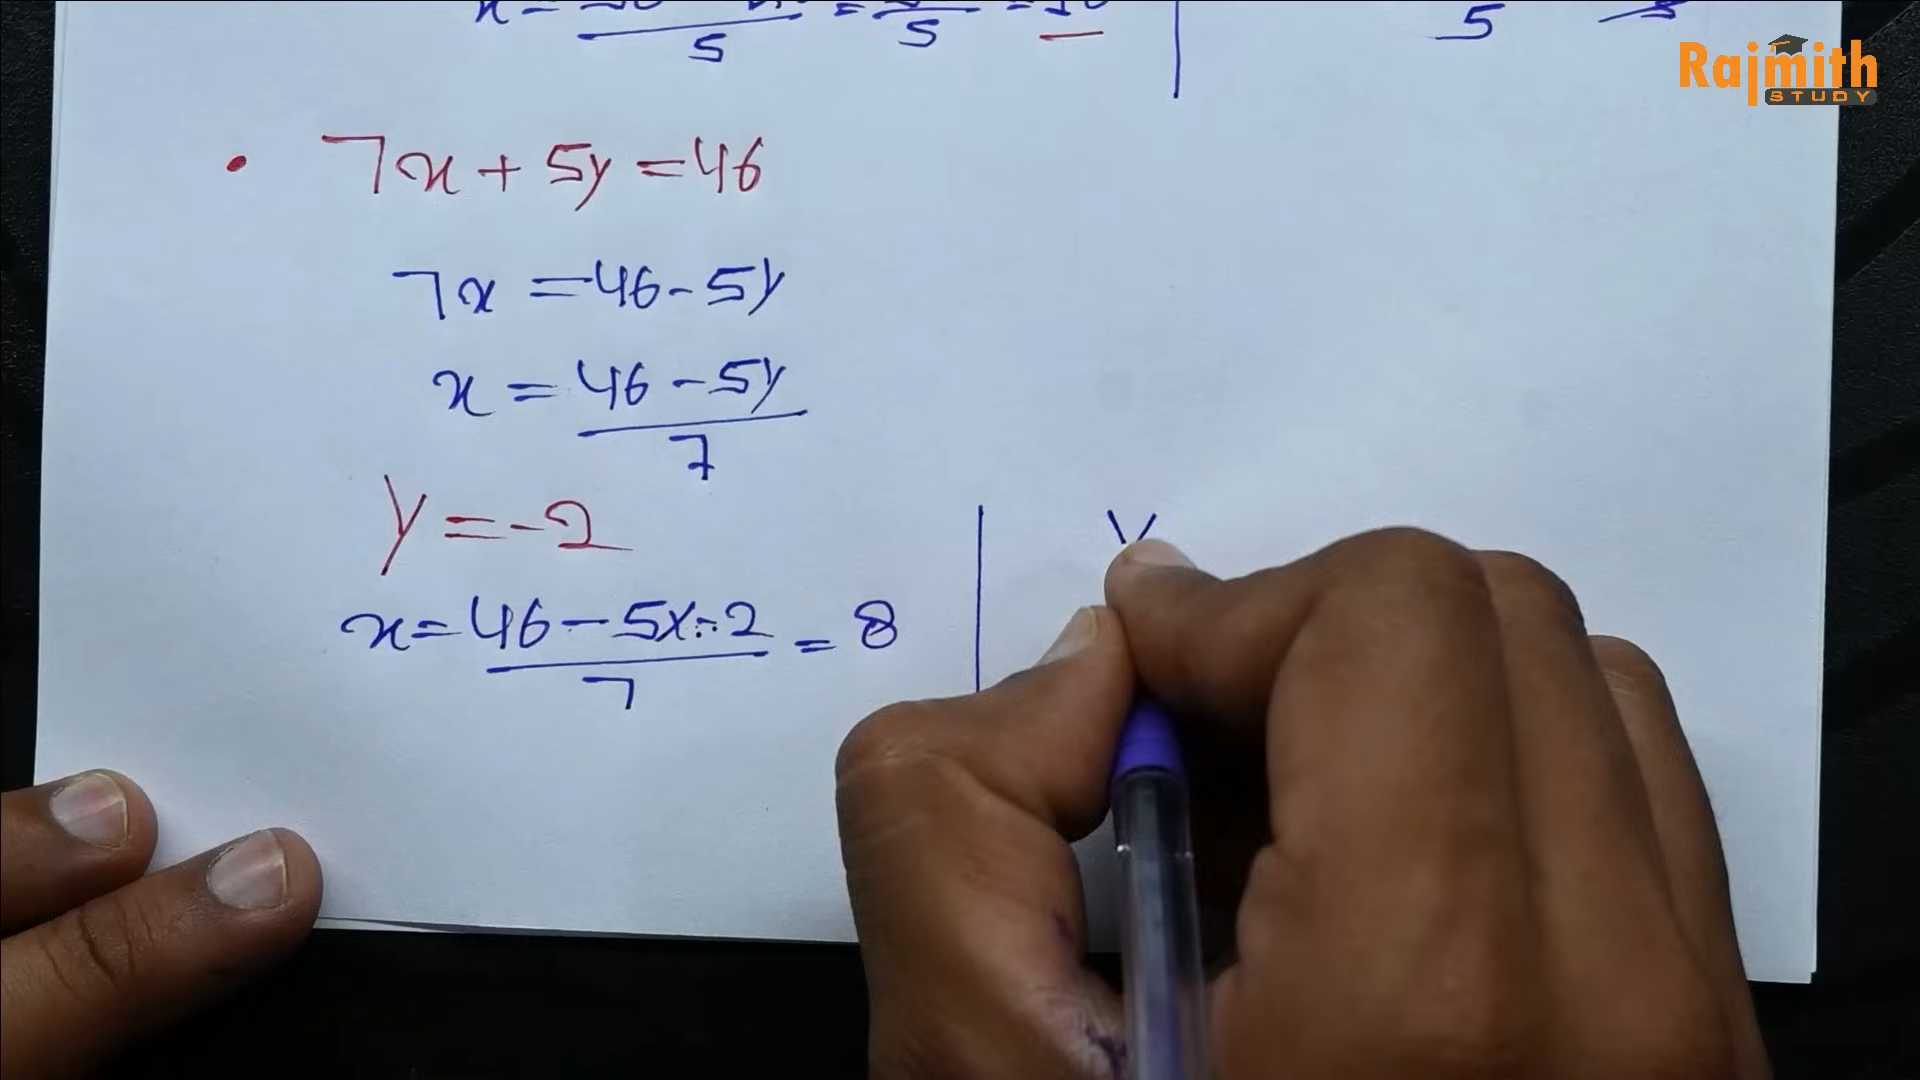 5 5
5
Rajmith
STUDY
• 7x + 5y = 46
7x = 46 - 5y
x = 46 - 5y
7
y = -2
x = 46 - 5x-2 = 8
7
y